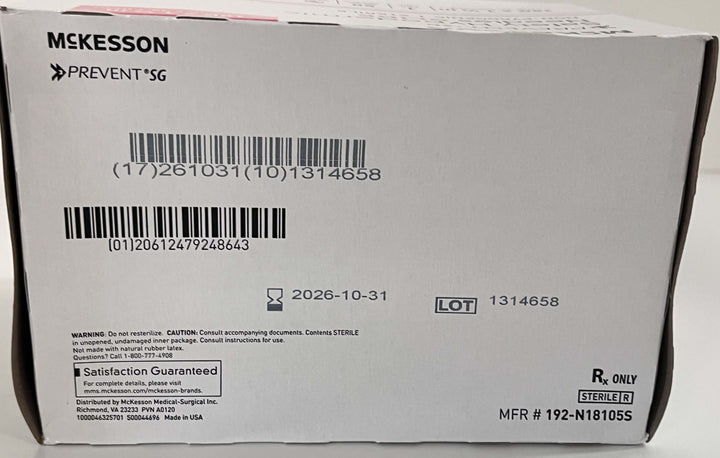 McKESSON
PREVENT® SG
(17)261031(10)1314658
(01)20612479248643
2026-10-31
LOT 1314658
WARNING: Do not resterilize. CAUTION: Consult accompanying documents. Contents STERILE
in unopened, undamaged inner package. Consult instructions for use.
Not made with natural rubber latex.
Questions? Call 1-800-777-4908
Satisfaction Guaranteed
For complete details, please visit
mms.mckesson.com/mckesson-brands.
Distributed by McKesson Medical-Surgical Inc.
Richmond, VA 23233 PVN A0120
1000046325701 S00044696 Made in USA
Rx ONLY
STERILE R
MFR # 192-N18105S